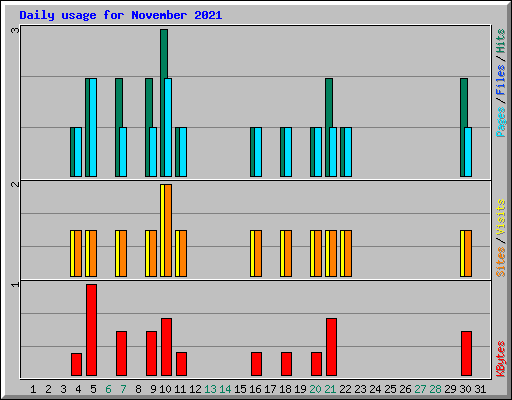 Daily usage for November 2021
3
2
1
Pages / Files / Hits
Sites / Visits
KBytes
1 2 3 4 5 6 7 8 9 10 11 12 13 14 15 16 17 18 19 20 21 22 23 24 25 26 27 28 29 30 31